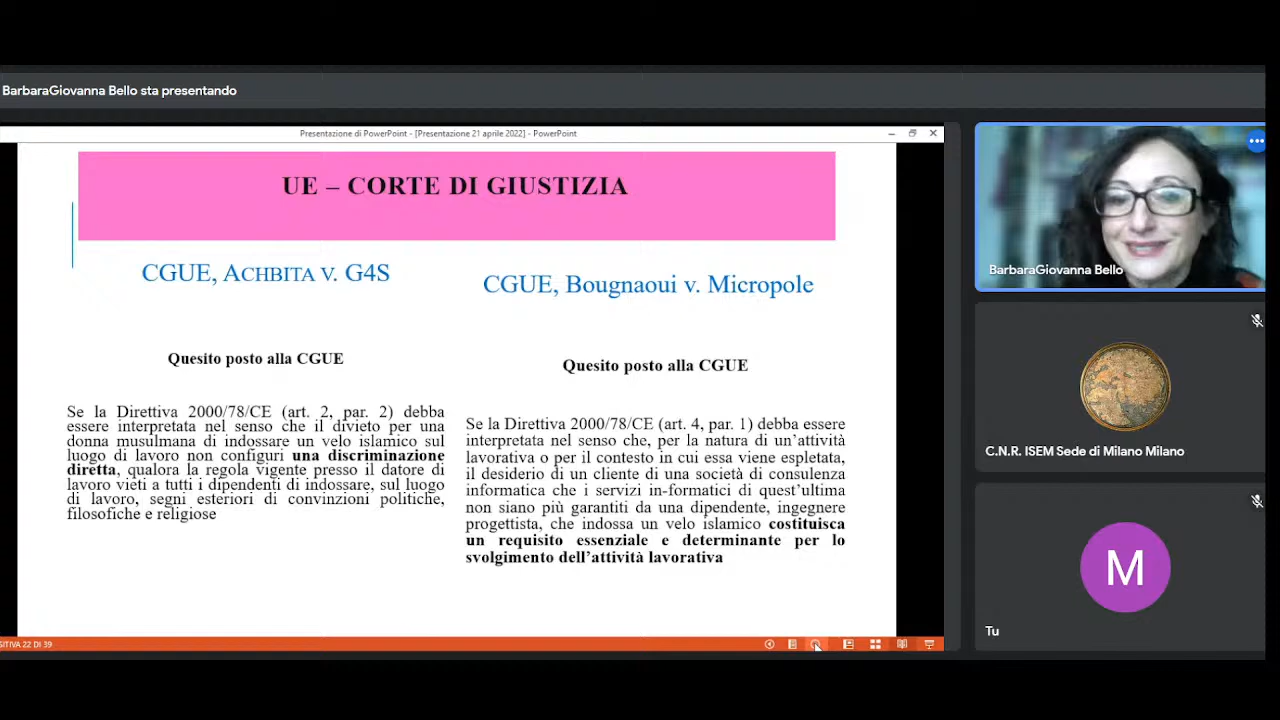 BarbaraGiovanna Bello sta presentando
Presentazione di PowerPoint - [Presentazione 21 aprile 2022] - PowerPoint
UE – CORTE DI GIUSTIZIA
CGUE, ACHBITA V. G4S
Quesito posto alla CGUE
Se la Direttiva 2000/78/CE (art. 2, par. 2) debba
essere interpretata nel senso che il divieto per una
donna musulmana di indossare un velo islamico sul
luogo di lavoro non configuri una discriminazione
diretta, qualora la regola vigente presso il datore di
lavoro vieti a tutti i dipendenti di indossare, sul luogo
di lavoro, segni esteriori di convinzioni politiche,
filosofiche e religiose
CGUE, Bougnaoui v. Micropole
Quesito posto alla CGUE
Se la Direttiva 2000/78/CE (art. 4, par. 1) debba essere
interpretata nel senso che, per la natura di un'attività
lavorativa o per il contesto in cui essa viene espletata,
il desiderio di un cliente di una società di consulenza
informatica che i servizi in-formatici di quest'ultima
non siano più garantiti da una dipendente, ingegnere
progettista, che indossa un velo islamico costituisca
un requisito essenziale e determinante per lo
svolgimento dell'attività lavorativa
SITIVA 22 DI 39
BarbaraGiovanna Bello
C.N.R. ISEM Sede di Milano Milano
M
Tu